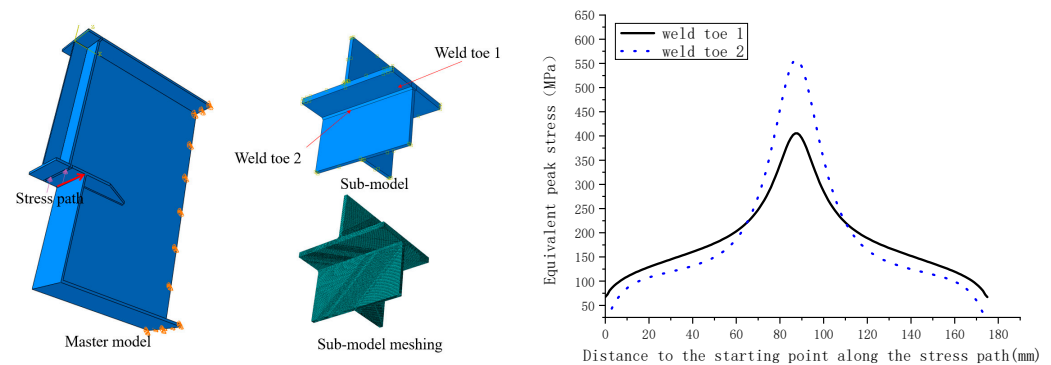 Weld toe 1
Weld toe 2
Sub-model
Stress path
Master model
Sub-model meshing
weld toe 1
weld toe 2
Equivalent peak stress (MPa)
650
600
550
500
450
400
350
300
250
200
150
100
50
0
20
40
60
80
100
120
140
160
180
Distance to the starting point along the stress path(mm)